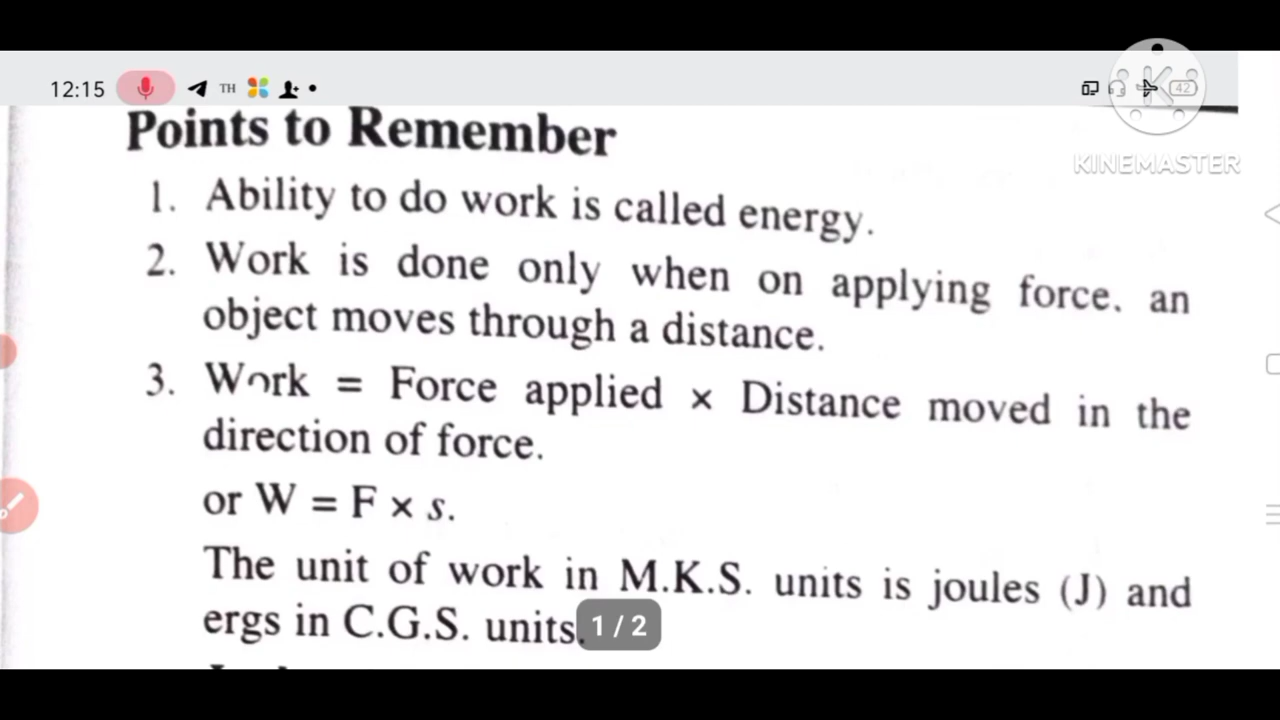 12:15 TH 42
KINEMASTER
Points to Remember
1. Ability to do work is called energy.
2. Work is done only when on applying force, an
object moves through a distance.
3. Work = Force applied × Distance moved in the
direction of force.
or W = F × s.
The unit of work in M.K.S. units is joules (J) and
ergs in C.G.S. units.
1 / 2